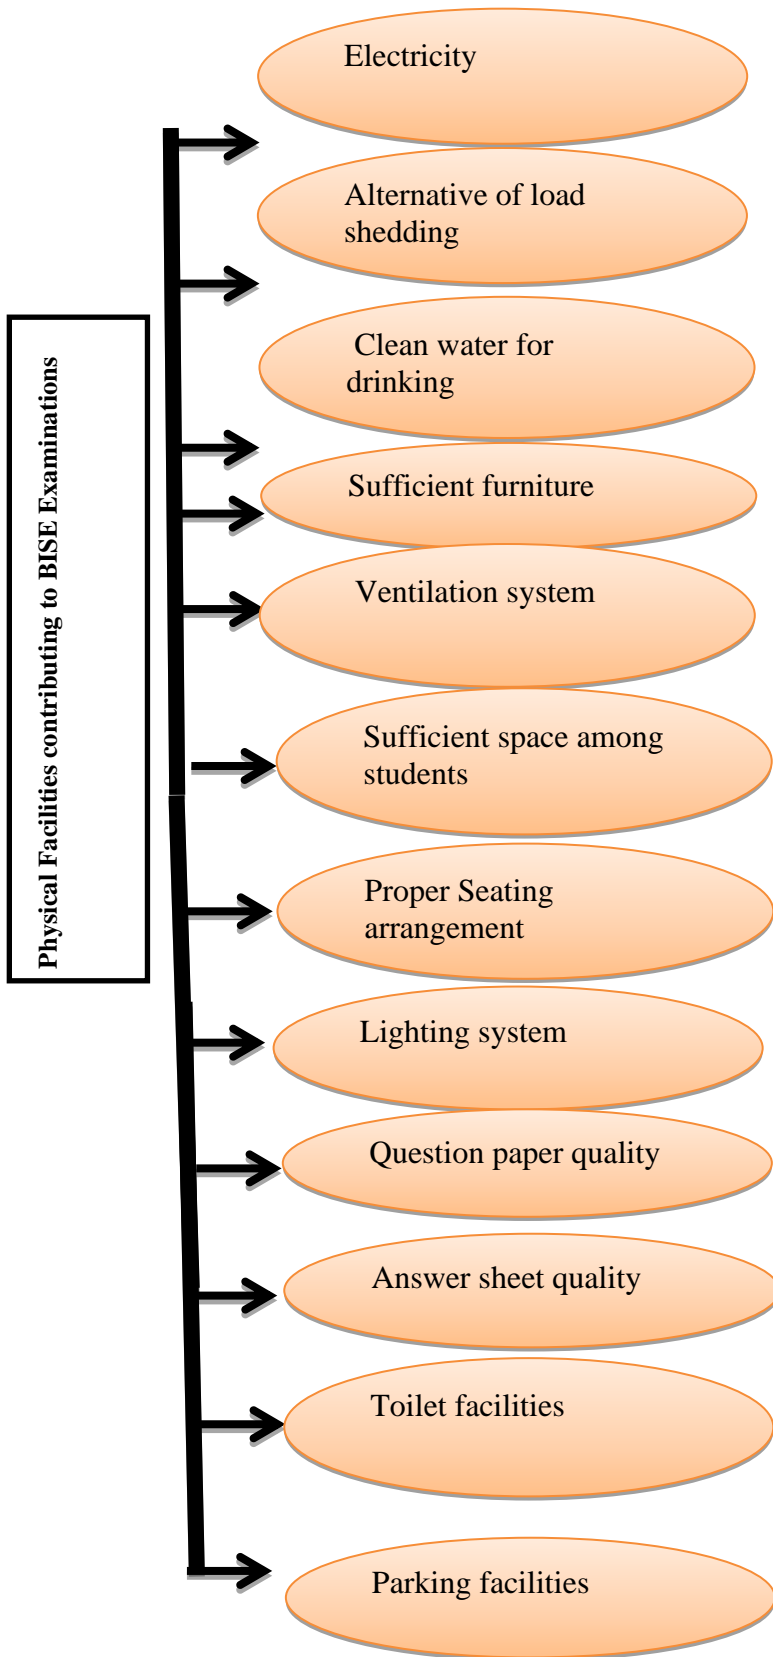 Physical Facilities contributing to BISE Examinations
Electricity
Alternative of load
shedding
Clean water for
drinking
Sufficient furniture
Ventilation system
Sufficient space among
students
Proper Seating
arrangement
Lighting system
Question paper quality
Answer sheet quality
Toilet facilities
Parking facilities